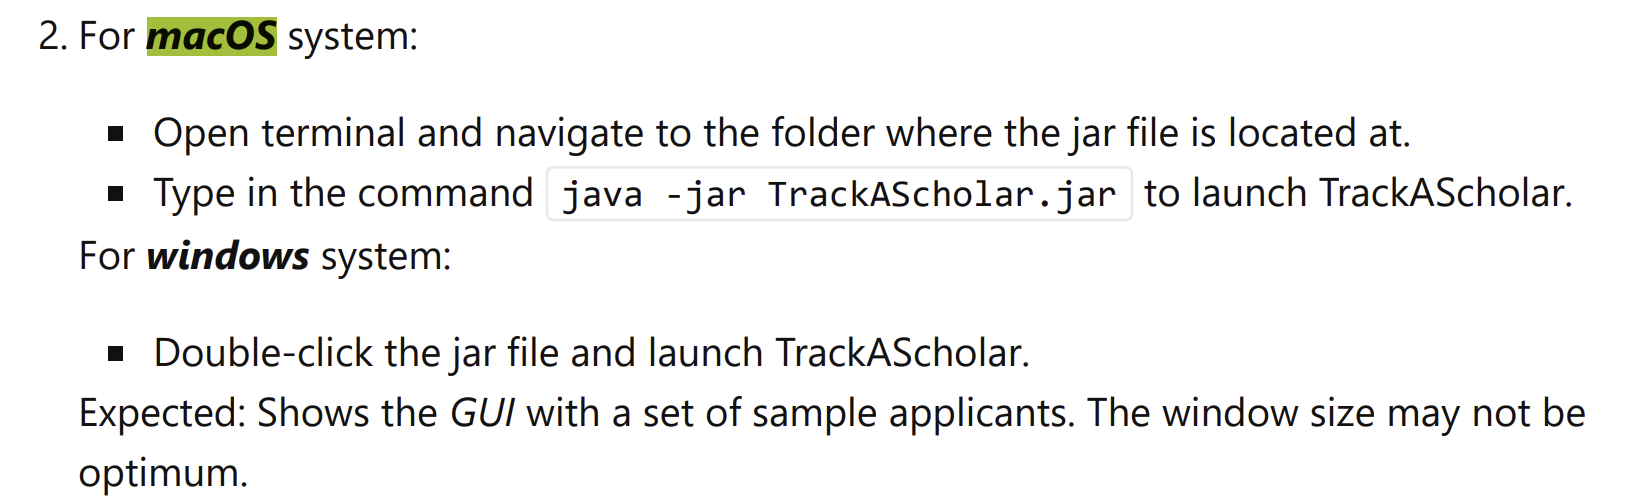 2. For macOS system:
Open terminal and navigate to the folder where the jar file is located at.
Type in the command java -jar TrackAScholar.jar to launch TrackAScholar.
For windows system:
Double-click the jar file and launch TrackAScholar.
Expected: Shows the GUI with a set of sample applicants. The window size may not be
optimum.